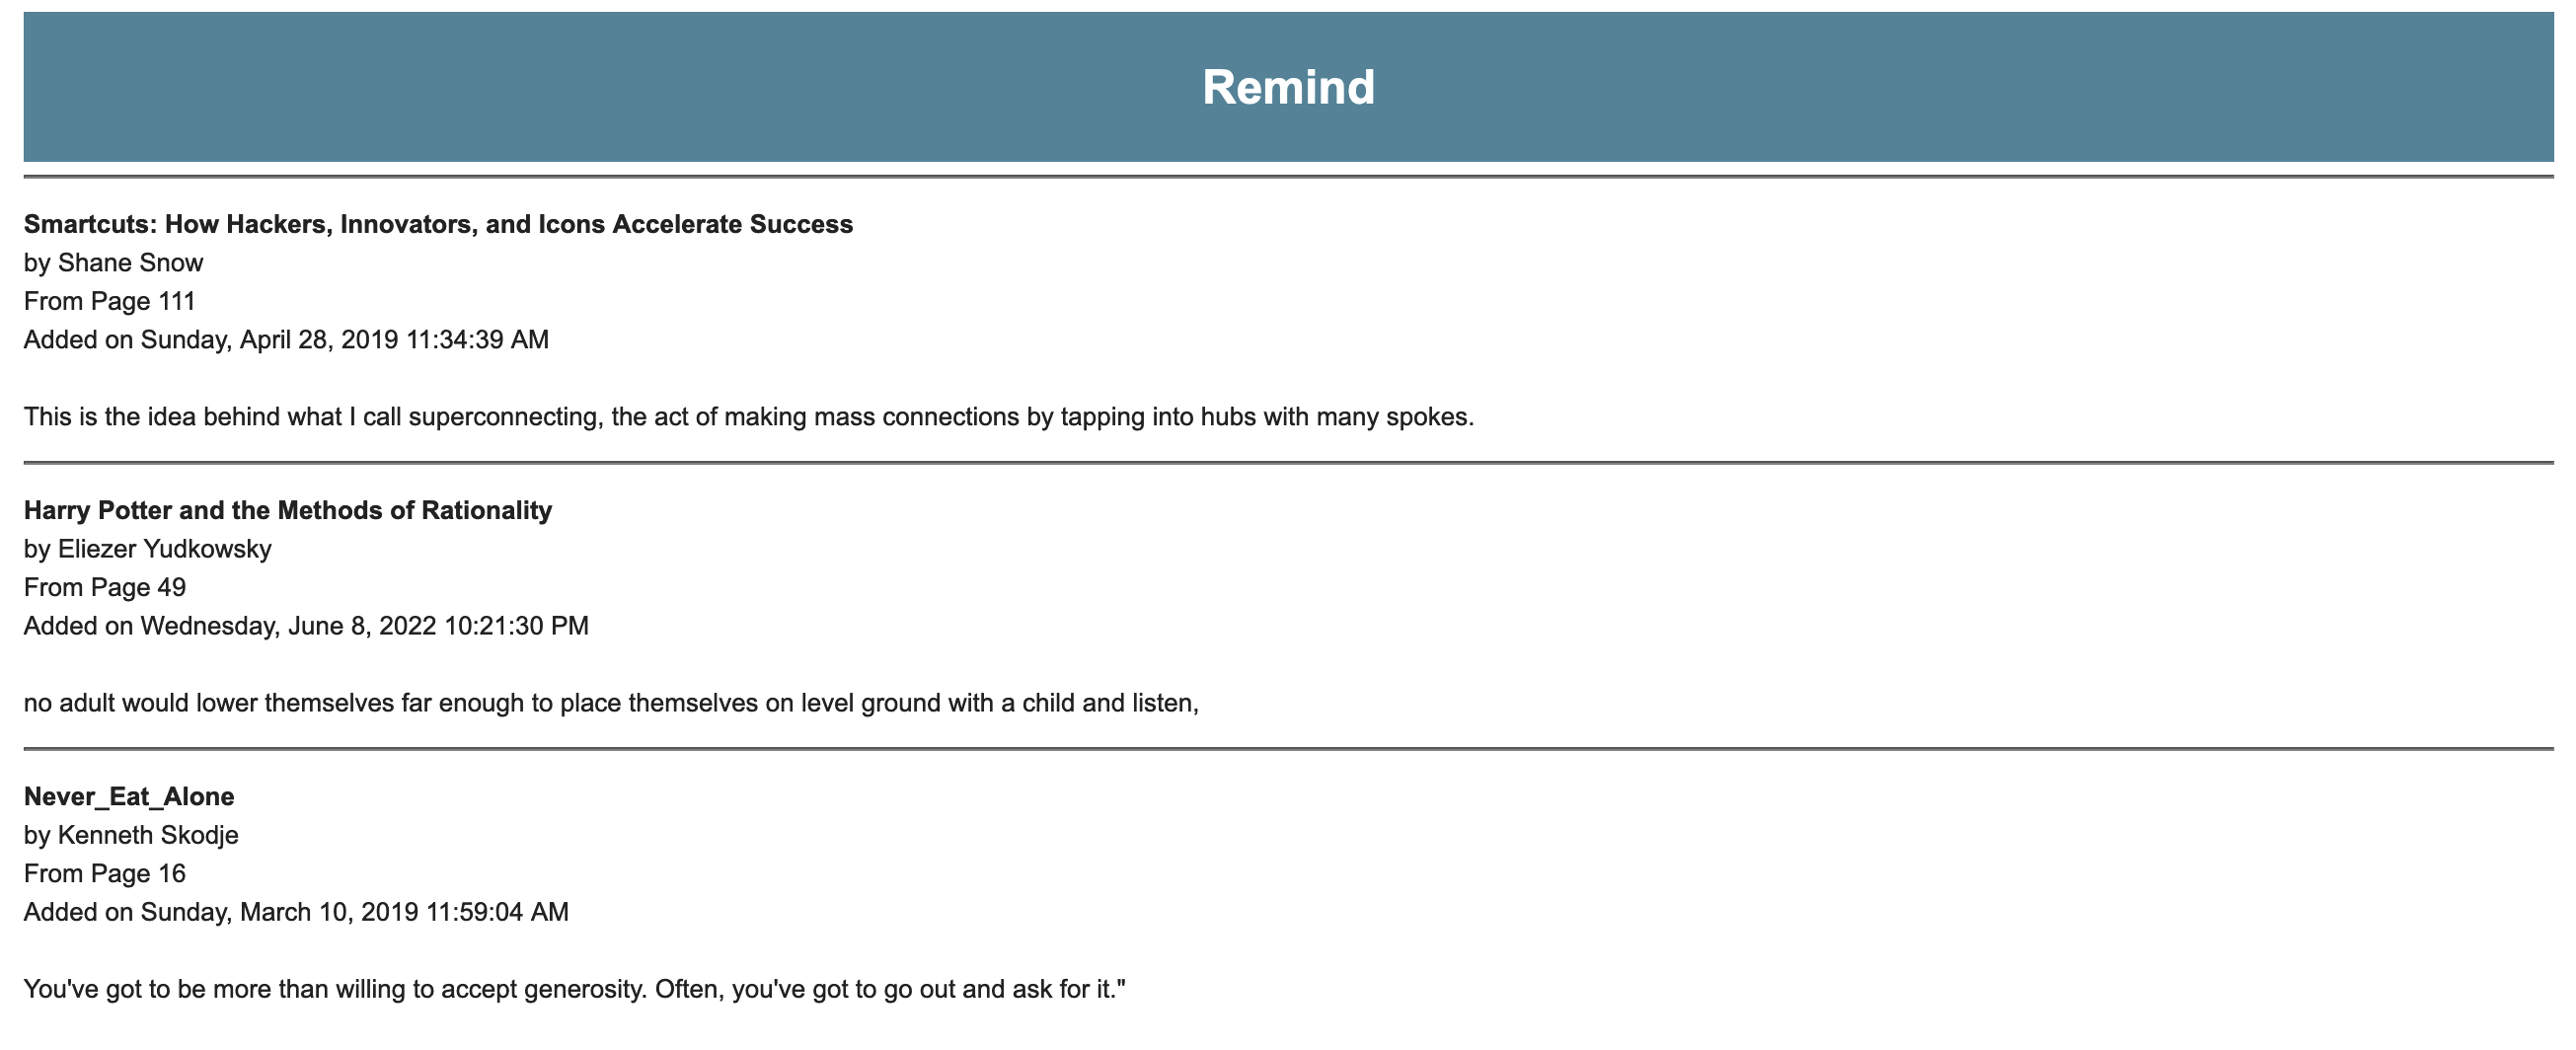 Remind
Smartcuts: How Hackers, Innovators, and Icons Accelerate Success
by Shane Snow
From Page 111
Added on Sunday, April 28, 2019 11:34:39 AM
This is the idea behind what I call superconnecting, the act of making mass connections by tapping into hubs with many spokes.
Harry Potter and the Methods of Rationality
by Eliezer Yudkowsky
From Page 49
Added on Wednesday, June 8, 2022 10:21:30 PM
no adult would lower themselves far enough to place themselves on level ground with a child and listen,
Never_Eat_Alone
by Kenneth Skodje
From Page 16
Added on Sunday, March 10, 2019 11:59:04 AM
You've got to be more than willing to accept generosity. Often, you've got to go out and ask for it."